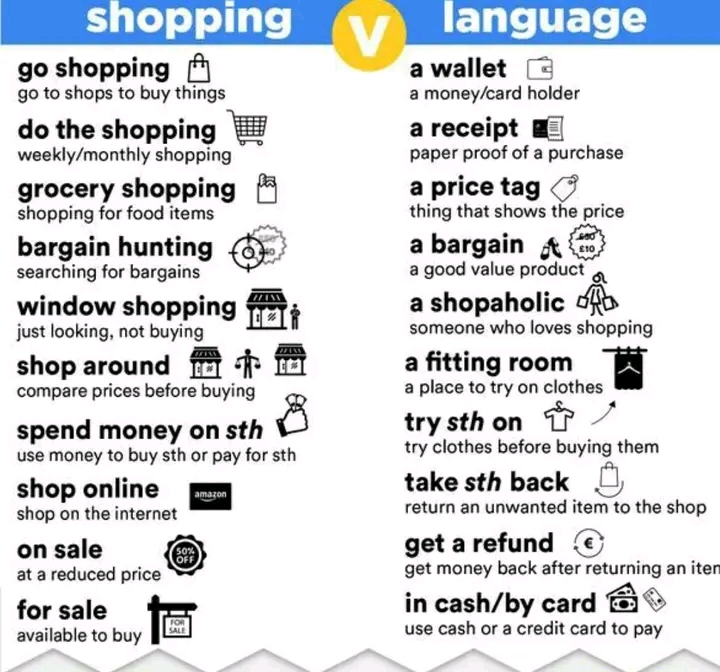 shopping V language
go shopping
go to shops to buy things
do the shopping
weekly/monthly shopping
grocery shopping
shopping for food items
bargain hunting
searching for bargains
window shopping
just looking, not buying
shop around
compare prices before buying
spend money on sth
use money to buy sth or pay for sth
shop online
amazon
shop on the internet
on sale
50%
OFF
at a reduced price
for sale
FOR
SALE
available to buy
a wallet
a money/card holder
a receipt
paper proof of a purchase
a price tag
thing that shows the price
a bargain
£10
a good value product
a shopaholic
someone who loves shopping
a fitting room
a place to try on clothes
try sth on
try clothes before buying them
take sth back
return an unwanted item to the shop
get a refund
€
get money back after returning an iten
in cash/by card
use cash or a credit card to pay